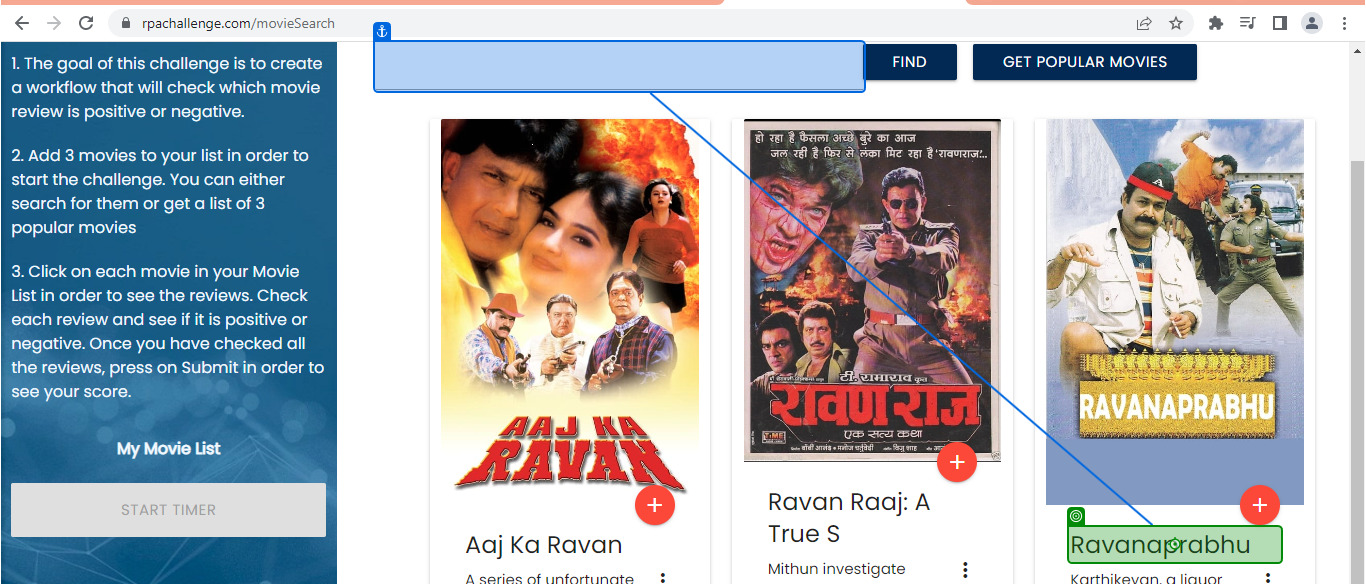 rpachallenge.com/movieSearch
1. The goal of this challenge is to create
a workflow that will check which movie
review is positive or negative.
2. Add 3 movies to your list in order to
start the challenge. You can either
search for them or get a list of 3
popular movies
3. Click on each movie in your Movie
List in order to see the reviews. Check
each review and see if it is positive or
negative. Once you have checked all
the reviews, press on Submit in order to
see your score.
My Movie List
START TIMER
FIND
GET POPULAR MOVIES
AAJ KA
RAVAN
Aaj Ka Ravan
A series of unfortunate
हो रहा है फैसला अच्छे बुरे का आज
जल रही है फिर से लंका मिट रहा है 'रावणराज'...
टी. रामाराव कृत
रावण राज
एक सत्य कथा
TIME
Ravan Raaj: A
True S
Mithun investigate
RAVANAPRABHU
Ravanaprabhu
Karthikeyan, a liquor